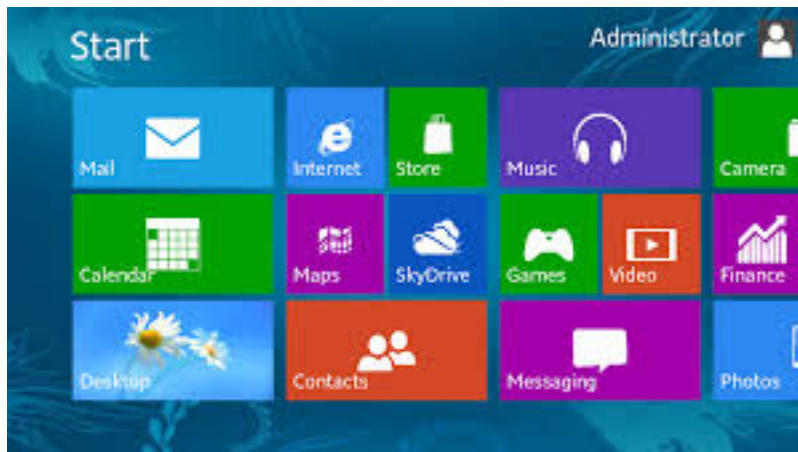 Start
Administrator
Mail
Internet
Store
Music
Camera
Calendar
Maps
SkyDrive
Games
Video
Finance
Desktop
Contacts
Messaging
Photos